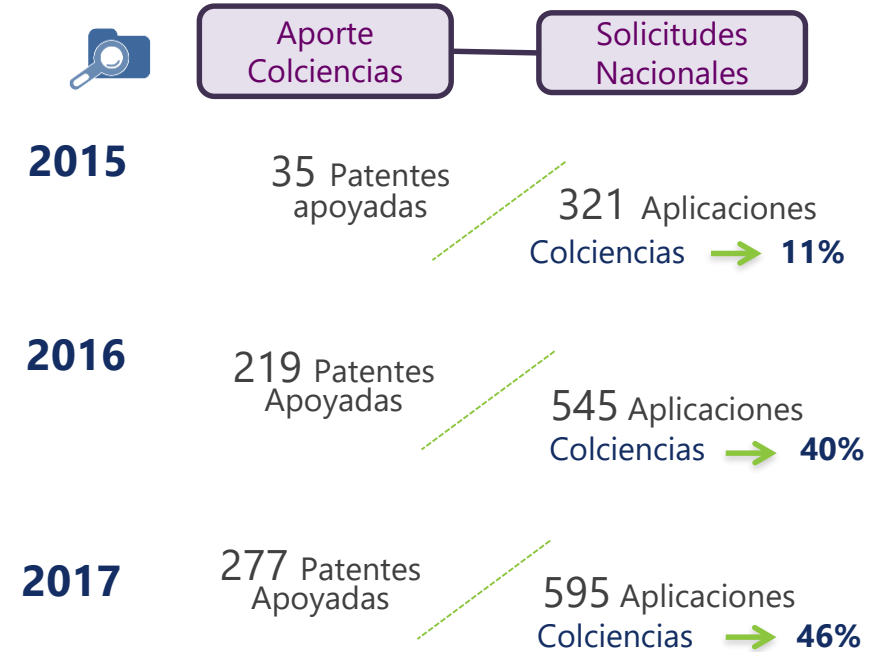 Aporte
Colciencias
Solicitudes
Nacionales
2015
35 Patentes
apoyadas
321 Aplicaciones
Colciencias 11%
2016
219 Patentes
Apoyadas
545 Aplicaciones
Colciencias 40%
2017
277 Patentes
Apoyadas
595 Aplicaciones
Colciencias 46%